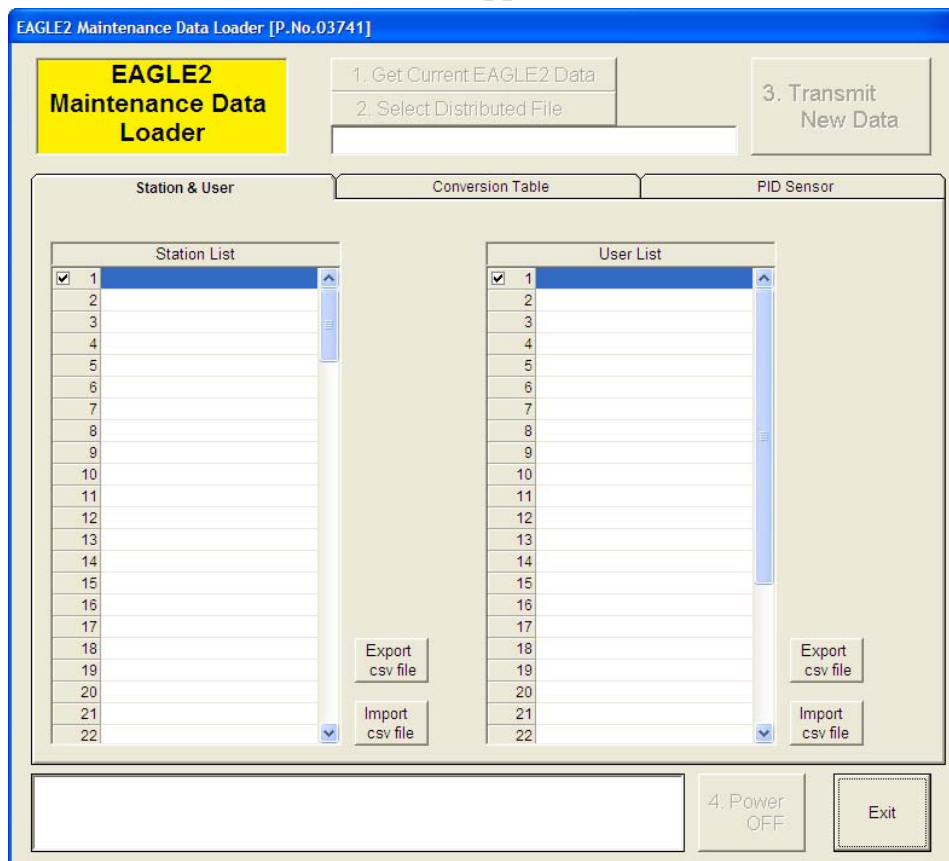 EAGLE2 Maintenance Data Loader [P.No.03741]
EAGLE2
Maintenance Data
Loader
1. Get Current EAGLE2 Data
2. Select Distributed File
3. Transmit
New Data
Station & User
Conversion Table
PID Sensor
Station List
1
2
3
4
5
6
7
8
9
10
11
12
13
14
15
16
17
18
19
20
21
22
Export
csv file
Import
csv file
User List
1
2
3
4
5
6
7
8
9
10
11
12
13
14
15
16
17
18
19
20
21
22
Export
csv file
Import
csv file
4. Power
OFF
Exit